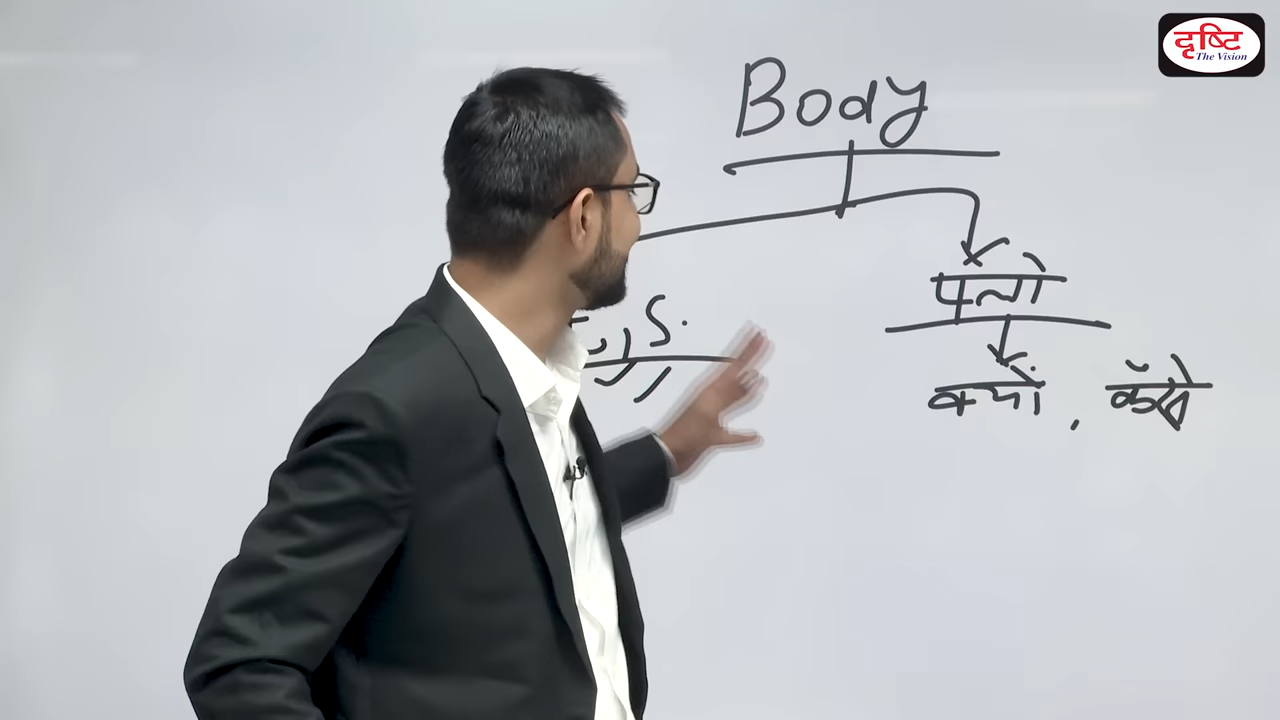 दृष्टि
The Vision
Body
S.
क्यों, कैसे